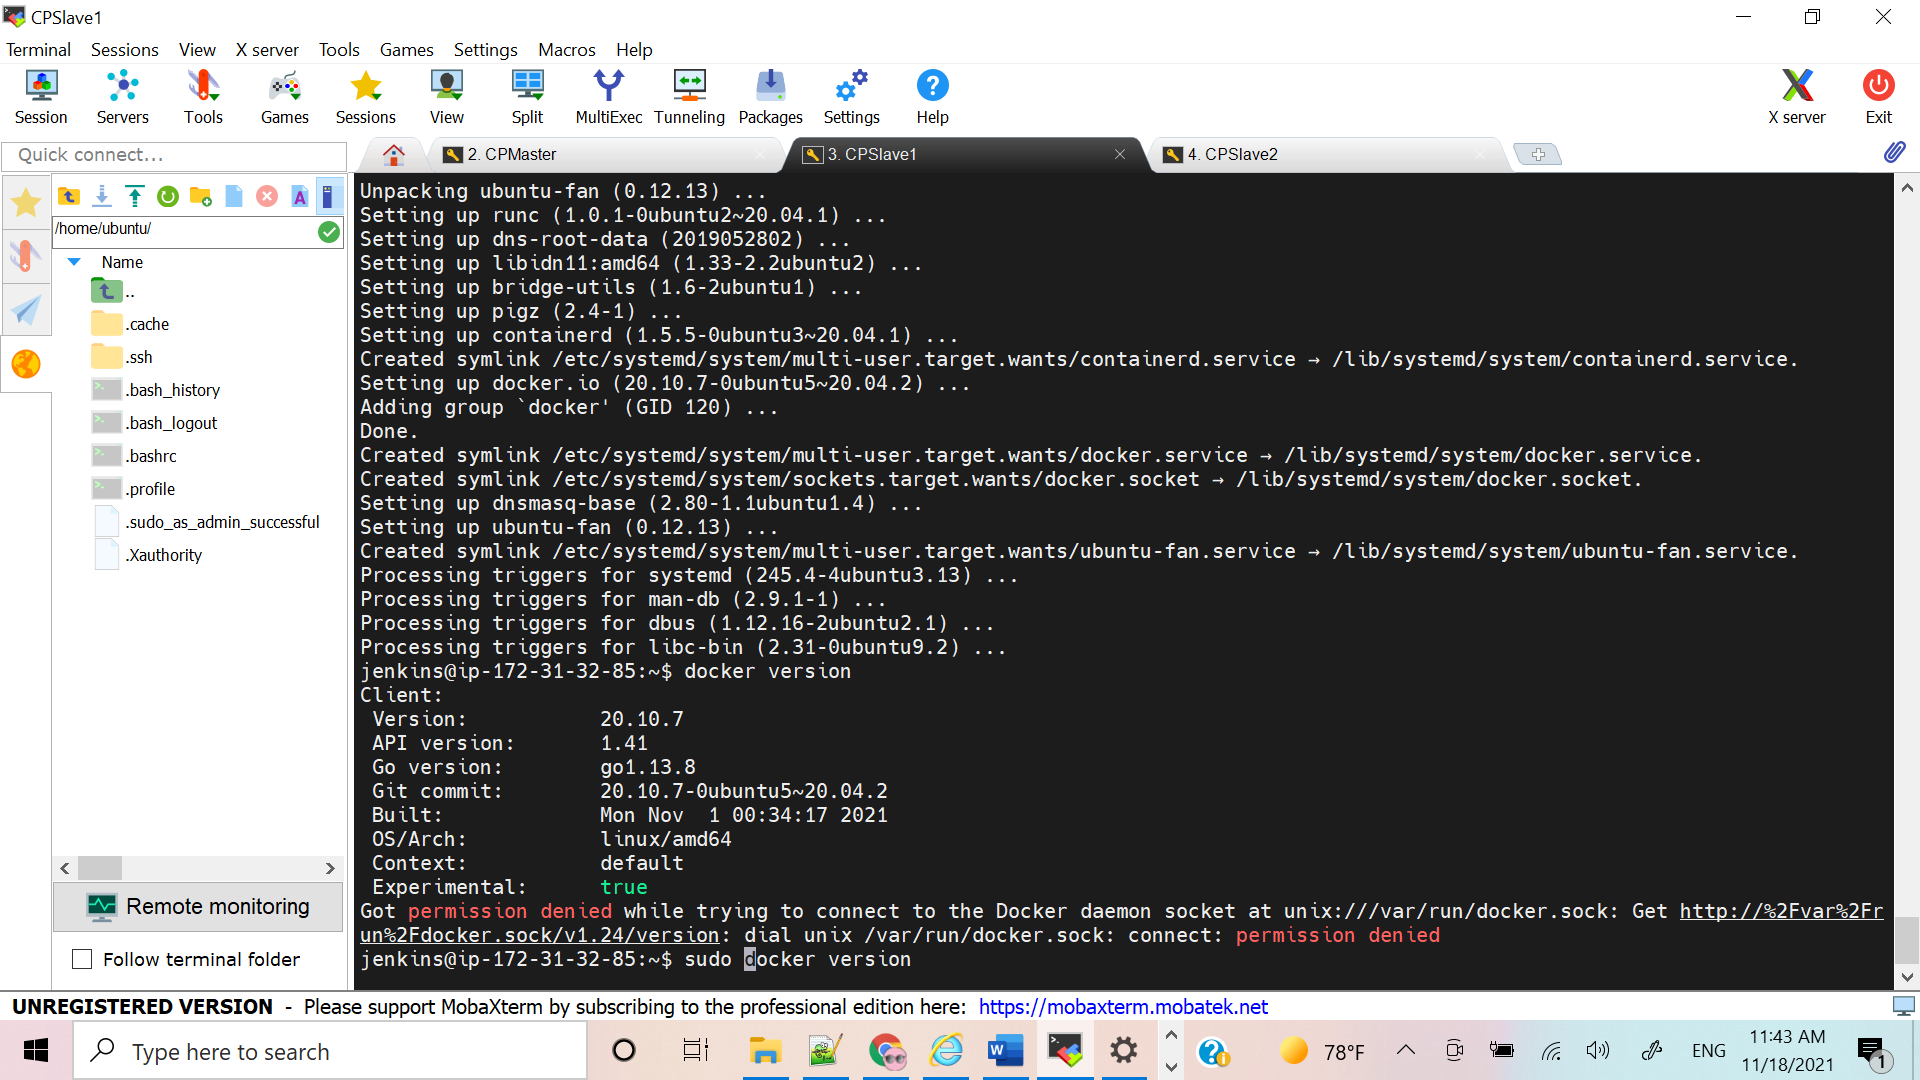 CPSlave1
Terminal Sessions View X server Tools Games Settings Macros Help
Session Servers Tools Games Sessions View Split MultiExec Tunneling Packages Settings Help X server Exit
Quick connect...
2. CPMaster 3. CPSlave1 4. CPSlave2
/home/ubuntu/
Name
..
.cache
.ssh
.bash_history
.bash_logout
.bashrc
.profile
.sudo_as_admin_successful
.Xauthority
Remote monitoring
Follow terminal folder
Unpacking ubuntu-fan (0.12.13) ...
Setting up runc (1.0.1-0ubuntu2~20.04.1) ...
Setting up dns-root-data (2019052802) ...
Setting up libidn11:amd64 (1.33-2.2ubuntu2) ...
Setting up bridge-utils (1.6-2ubuntu1) ...
Setting up pigz (2.4-1) ...
Setting up containerd (1.5.5-0ubuntu3~20.04.1) ...
Created symlink /etc/systemd/system/multi-user.target.wants/containerd.service → /lib/systemd/system/containerd.service.
Setting up docker.io (20.10.7-0ubuntu5~20.04.2) ...
Adding group `docker' (GID 120) ...
Done.
Created symlink /etc/systemd/system/multi-user.target.wants/docker.service → /lib/systemd/system/docker.service.
Created symlink /etc/systemd/system/sockets.target.wants/docker.socket → /lib/systemd/system/docker.socket.
Setting up dnsmasq-base (2.80-1.1ubuntu1.4) ...
Setting up ubuntu-fan (0.12.13) ...
Created symlink /etc/systemd/system/multi-user.target.wants/ubuntu-fan.service → /lib/systemd/system/ubuntu-fan.service.
Processing triggers for systemd (245.4-4ubuntu3.13) ...
Processing triggers for man-db (2.9.1-1) ...
Processing triggers for dbus (1.12.16-2ubuntu2.1) ...
Processing triggers for libc-bin (2.31-0ubuntu9.2) ...
jenkins@ip-172-31-32-85:~$ docker version
Client:
Version: 20.10.7
API version: 1.41
Go version: go1.13.8
Git commit: 20.10.7-0ubuntu5~20.04.2
Built: Mon Nov  1 00:34:17 2021
OS/Arch: linux/amd64
Context: default
Experimental: true
Got permission denied while trying to connect to the Docker daemon socket at unix:///var/run/docker.sock: Get http://%2Fvar%2Fr
un%2Fdocker.sock/v1.24/version: dial unix /var/run/docker.sock: connect: permission denied
jenkins@ip-172-31-32-85:~$ sudo docker version
UNREGISTERED VERSION - Please support MobaXterm by subscribing to the professional edition here: https://mobaxterm.mobatek.net
Type here to search
78°F
ENG
11:43 AM
11/18/2021
1